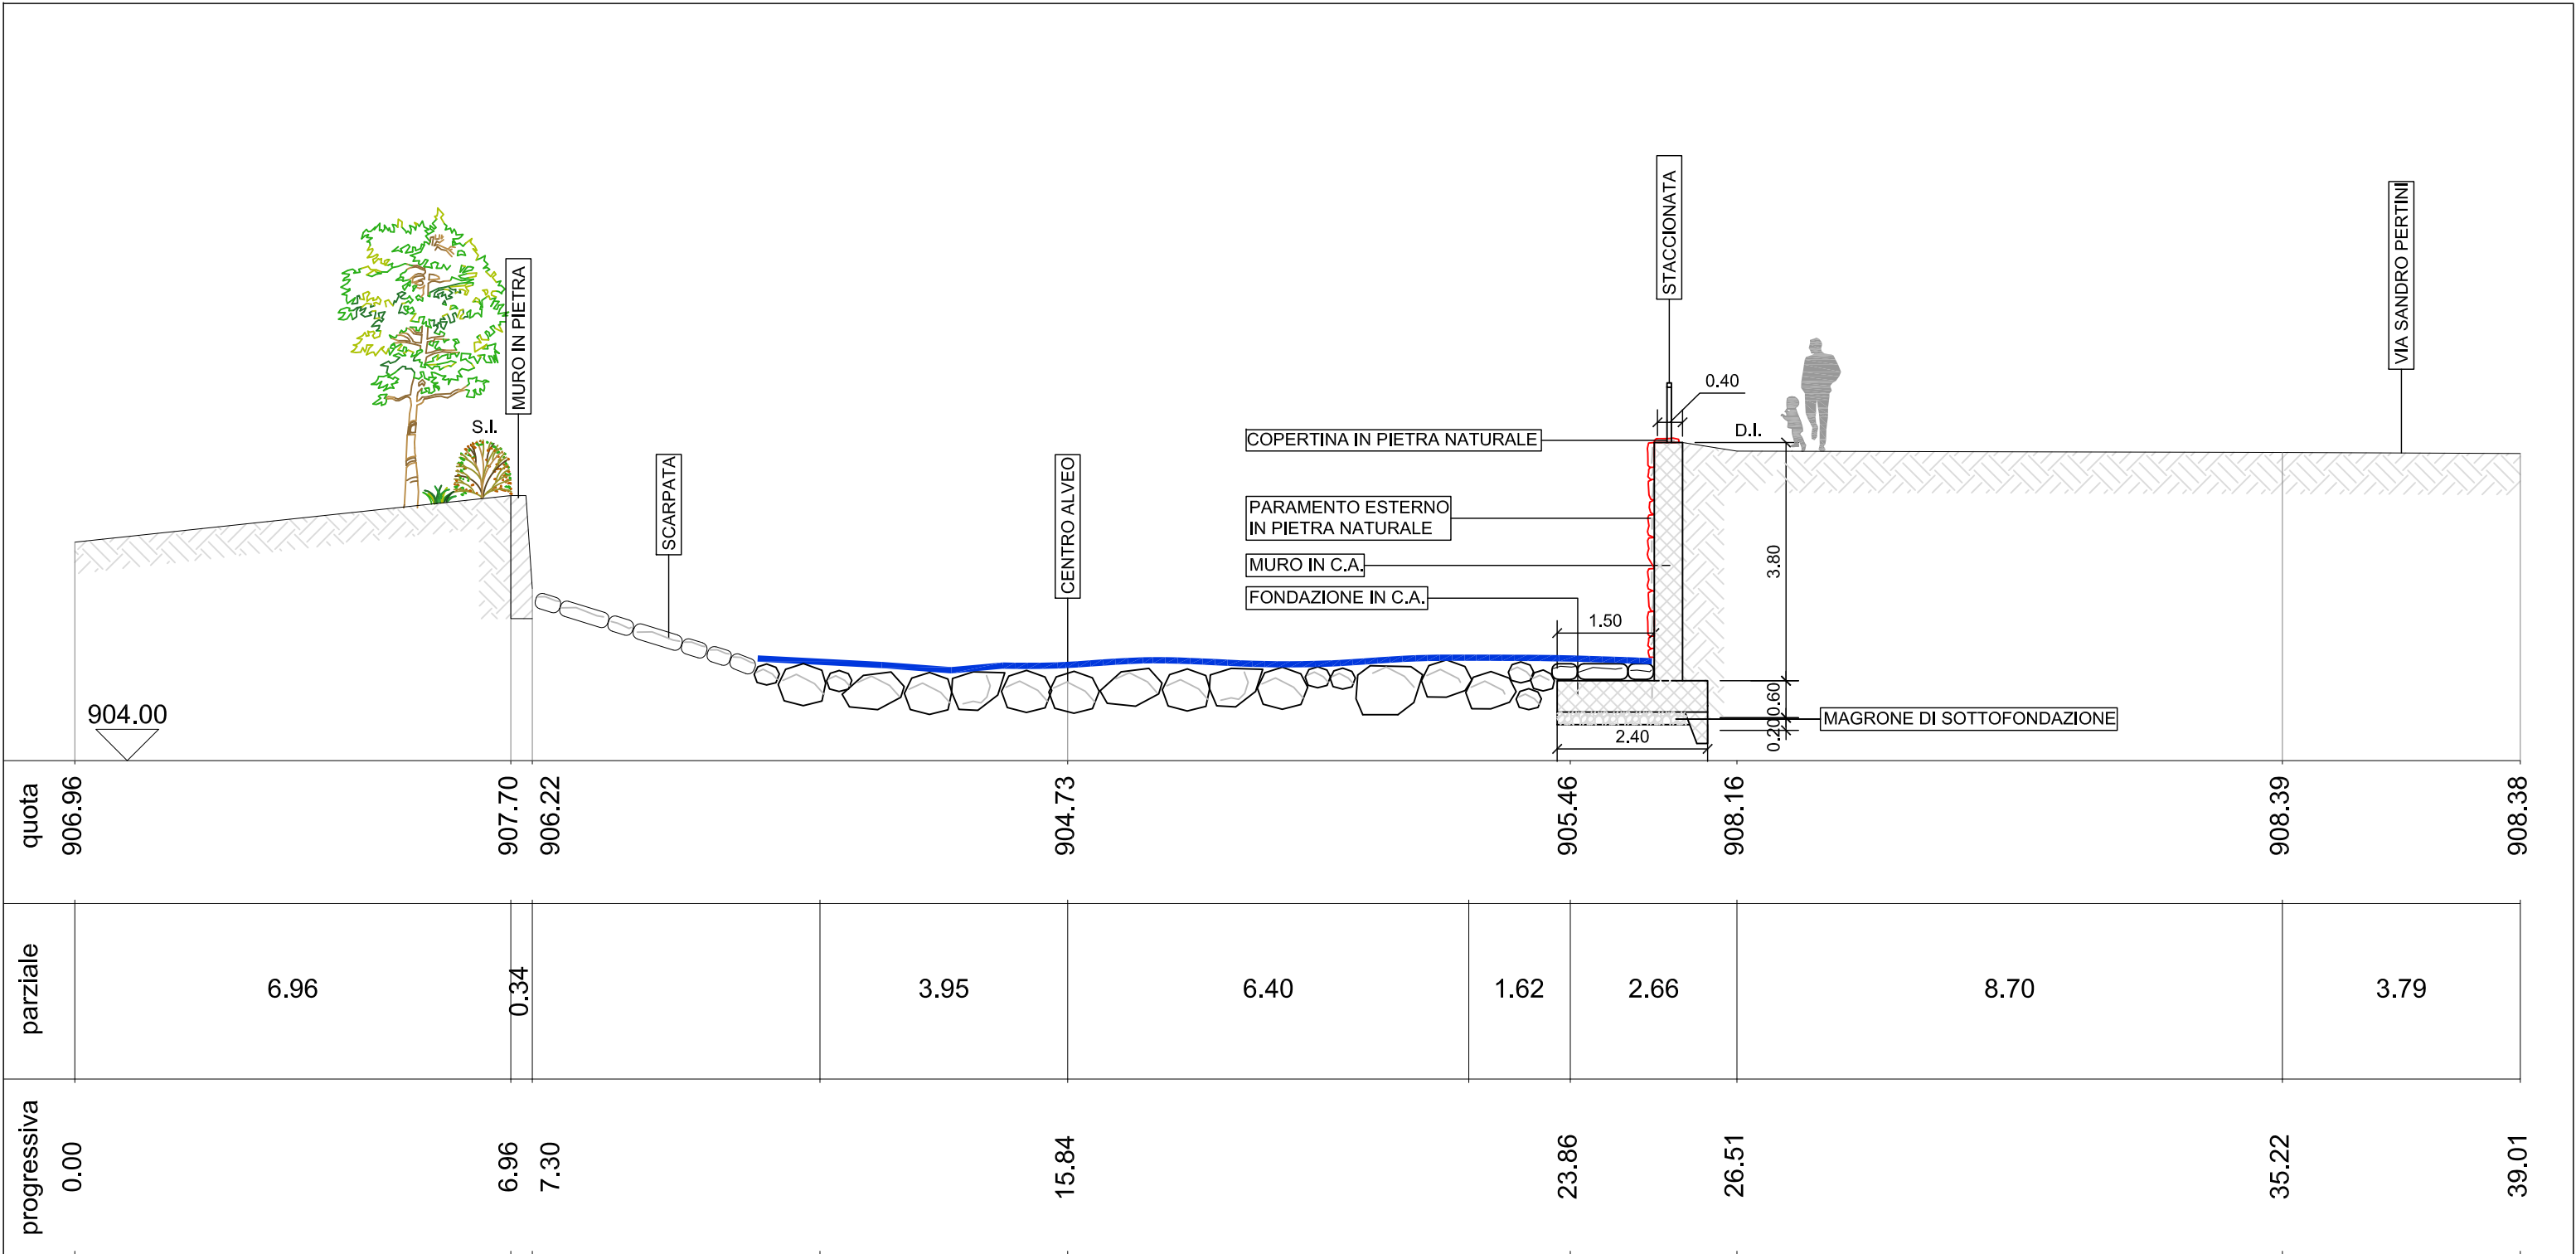 STACCIONATA
VIA SANDRO PERTINI
MURO IN PIETRA
0.40
S.I.
D.I.
COPERTINA IN PIETRA NATURALE
SCARPATA
CENTRO ALVEO
PARAMENTO ESTERNO
IN PIETRA NATURALE
MURO IN C.A.
3.80
FONDAZIONE IN C.A.
1.50
904.00
0.60
MAGRONE DI SOTTOFONDAZIONE
0.20
2.40
quota
906.96
907.70
906.22
904.73
905.46
908.16
908.39
908.38
parziale
6.96
0.34
3.95
6.40
1.62
2.66
8.70
3.79
progressiva
0.00
6.96
7.30
15.84
23.86
26.51
35.22
39.01